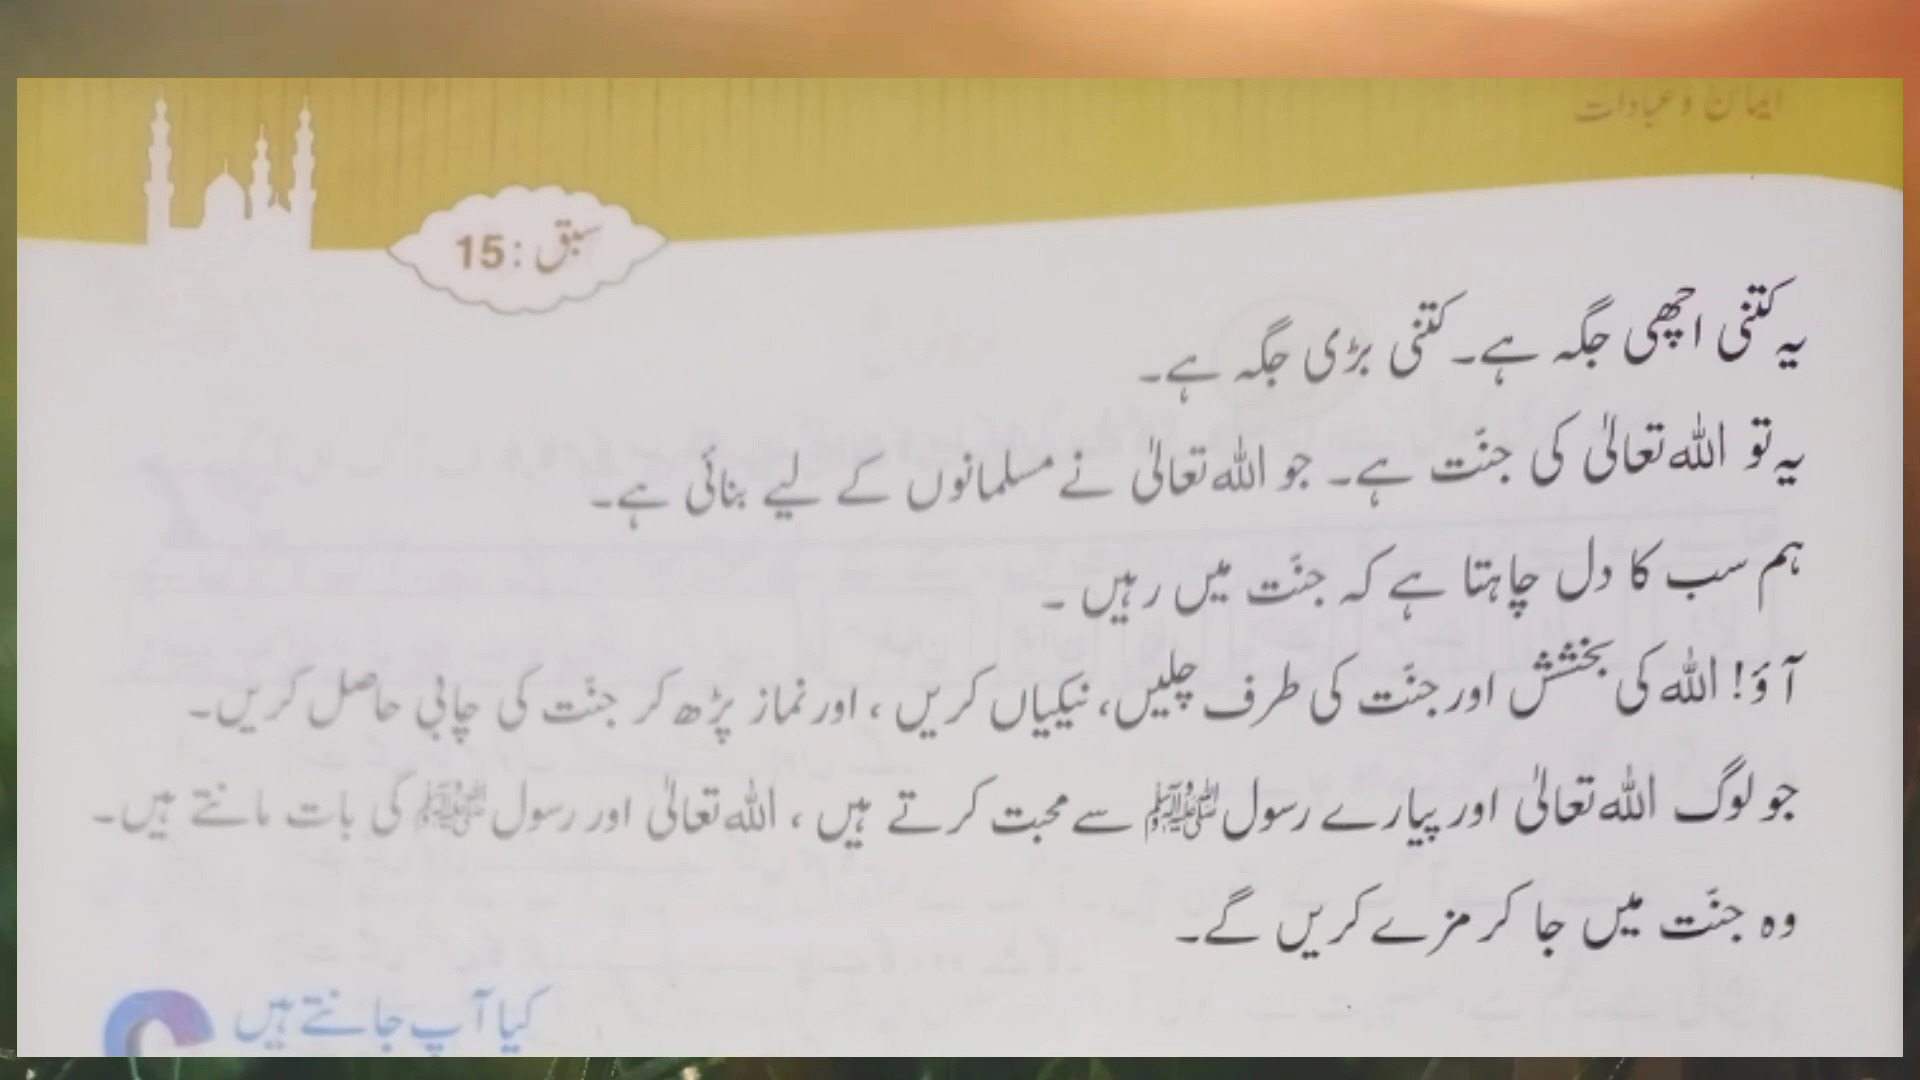 ایمان و عبادات
سبق : 15
یہ کتنی اچھی جگہ ہے۔ کتنی بڑی جگہ ہے۔
یہ تو اللہ تعالیٰ کی جنّت ہے۔ جو اللہ تعالیٰ نے مسلمانوں کے لیے بنائی ہے۔
ہم سب کا دل چاہتا ہے کہ جنّت میں رہیں ۔
آؤ! اللہ کی بخشش اور جنّت کی طرف چلیں، نیکیاں کریں ، اور نماز پڑھ کر جنّت کی چابی حاصل کریں۔
جو لوگ اللہ تعالیٰ اور پیارے رسول ﷺ سے محبت کرتے ہیں ، اللہ تعالیٰ اور رسول ﷺ کی بات مانتے ہیں۔
وہ جنّت میں جا کر مزے کریں گے۔
کیا آپ جانتے ہیں